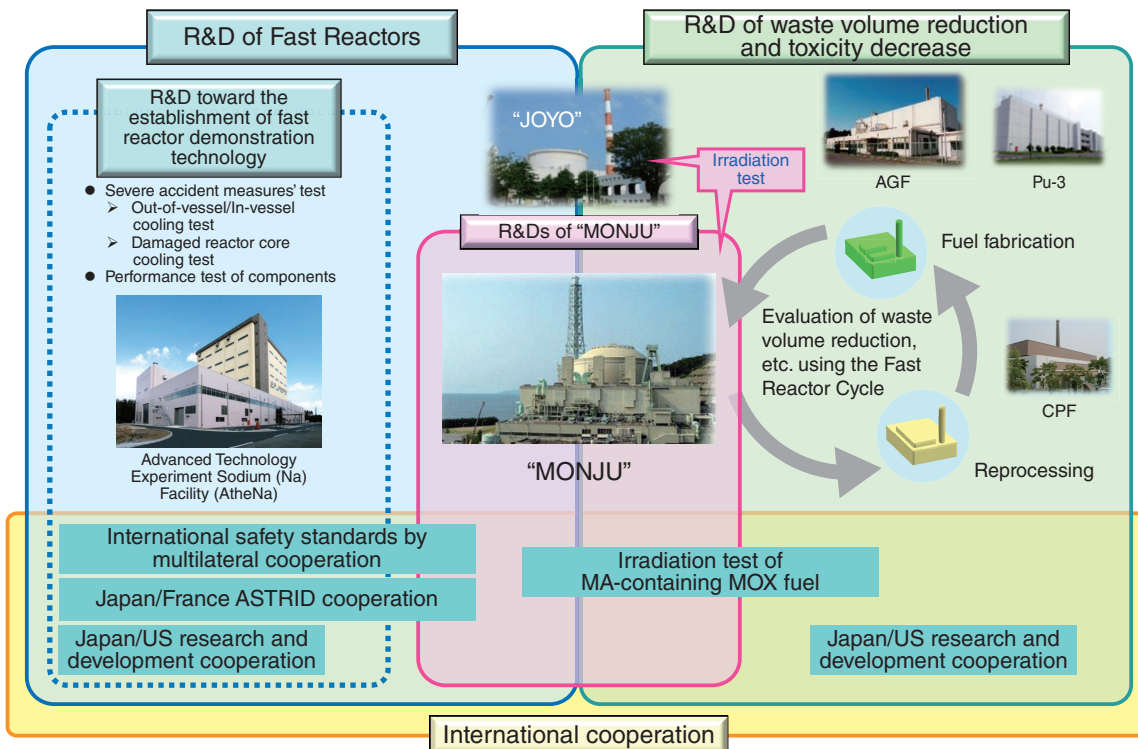 R&D of Fast Reactors
R&D of waste volume reduction
and toxicity decrease
R&D toward the
establishment of fast
reactor demonstration
technology
● Severe accident measures' test
➢ Out-of-vessel/In-vessel
cooling test
➢ Damaged reactor core
cooling test
● Performance test of components
Advanced Technology
Experiment Sodium (Na)
Facility (AtheNa)
“JOYO”
Irradiation
test
R&Ds of “MONJU”
“MONJU”
AGF
Pu-3
Fuel fabrication
Evaluation of waste
volume reduction,
etc. using the Fast
Reactor Cycle
CPF
Reprocessing
International safety standards by
multilateral cooperation
Japan/France ASTRID cooperation
Japan/US research and
development cooperation
Irradiation test of
MA-containing MOX fuel
Japan/US research and
development cooperation
International cooperation